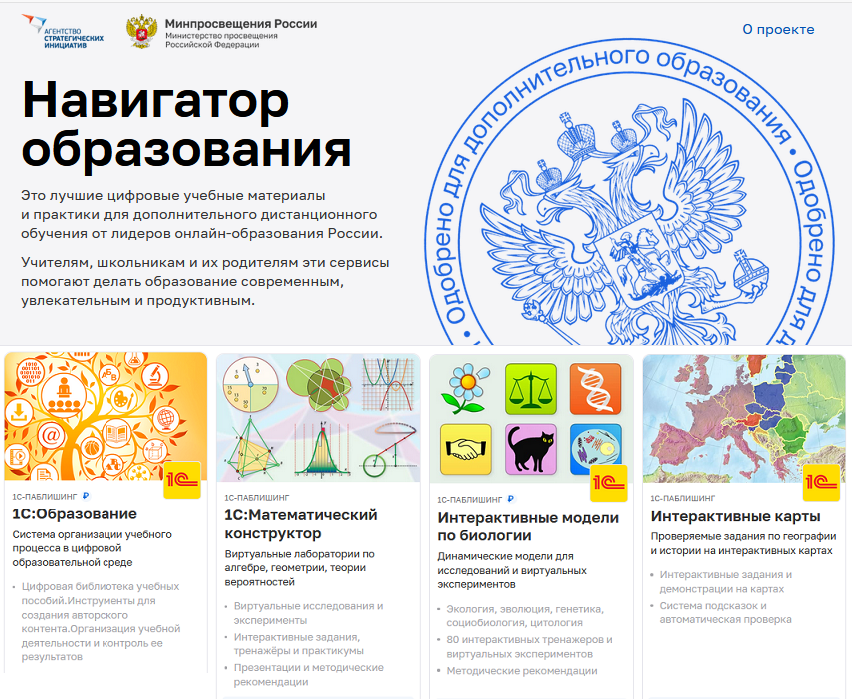 АГЕНТСТВО
СТРАТЕГИЧЕСКИХ
ИНИЦИАТИВ
Минпросвещения России
Министерство просвещения
Российской Федерации
О проекте
Навигатор
образования
Это лучшие цифровые учебные материалы
и практики для дополнительного дистанционного
обучения от лидеров онлайн-образования России.
Учителям, школьникам и их родителям эти сервисы
помогают делать образование современным,
увлекательным и продуктивным.
Одобрено для дополнительного образования • Одобрено для д
1С
1С-ПАБЛИШИНГ ₽
1С:Образование
Система организации учебного
процесса в цифровой
образовательной среде
• Цифровая библиотека учебных
пособий.Инструменты для
создания авторского
контента.Организация учебной
деятельности и контроль ее
результатов
1С-ПАБЛИШИНГ
1С:Математический
конструктор
Виртуальные лаборатории по
алгебре, геометрии, теории
вероятностей
• Виртуальные исследования и
эксперименты
• Интерактивные задания,
тренажёры и практикумы
• Презентации и методические
рекомендации
1С
1С-ПАБЛИШИНГ ₽
Интерактивные модели
по биологии
Динамические модели для
исследований и виртуальных
экспериментов
• Экология, эволюция, генетика,
социобиология, цитология
• 80 интерактивных тренажеров и
виртуальных экспериментов
• Методические рекомендации
1С
1С-ПАБЛИШИНГ
Интерактивные карты
Проверяемые задания по географии
и истории на интерактивных картах
• Интерактивные задания и
демонстрации на картах
• Система подсказок и
автоматическая проверка